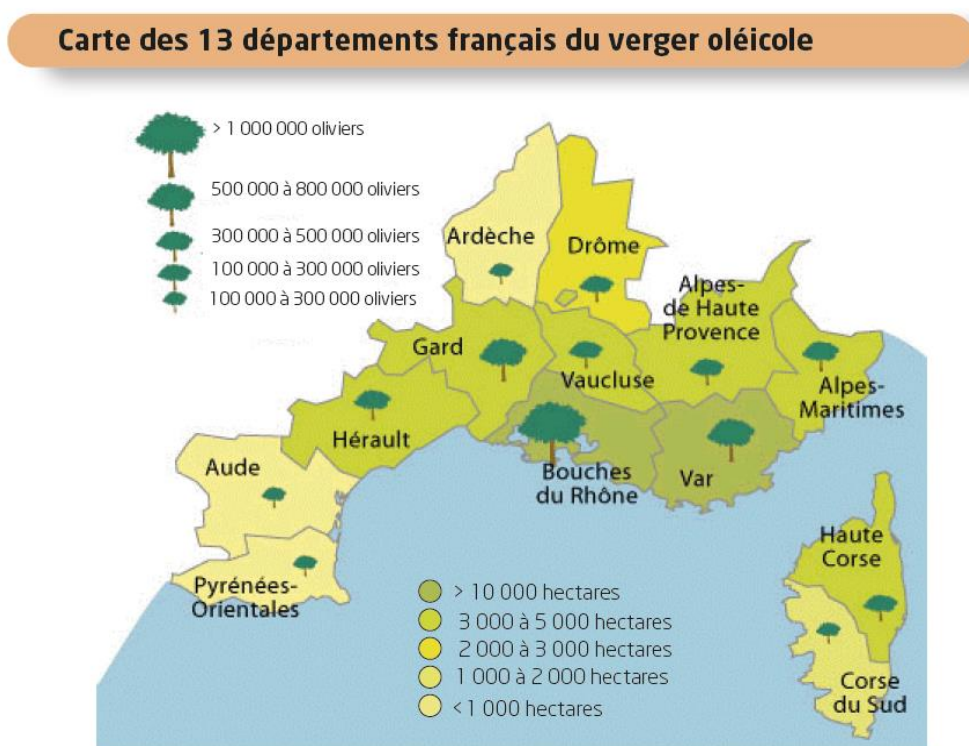 Carte des 13 départements français du verger oléicole
> 1 000 000 oliviers
500 000 à 800 000 oliviers
300 000 à 500 000 oliviers
100 000 à 300 000 oliviers
100 000 à 300 000 oliviers
Ardèche
Drôme
Alpes-
de Haute
Provence
Gard
Vaucluse
Alpes-
Maritimes
Hérault
Aude
Bouches
du Rhône
Var
Pyrénées-
Orientales
Haute
Corse
Corse
du Sud
> 10 000 hectares
3 000 à 5 000 hectares
2 000 à 3 000 hectares
1 000 à 2 000 hectares
<1 000 hectares